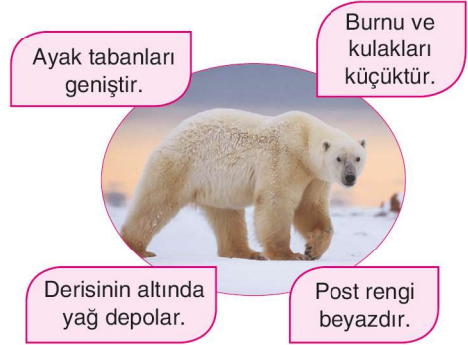 Ayak tabanları
geniştir.
Burnu ve
kulakları
küçüktür.
Derisinin altında
yağ depolar.
Post rengi
beyazdır.